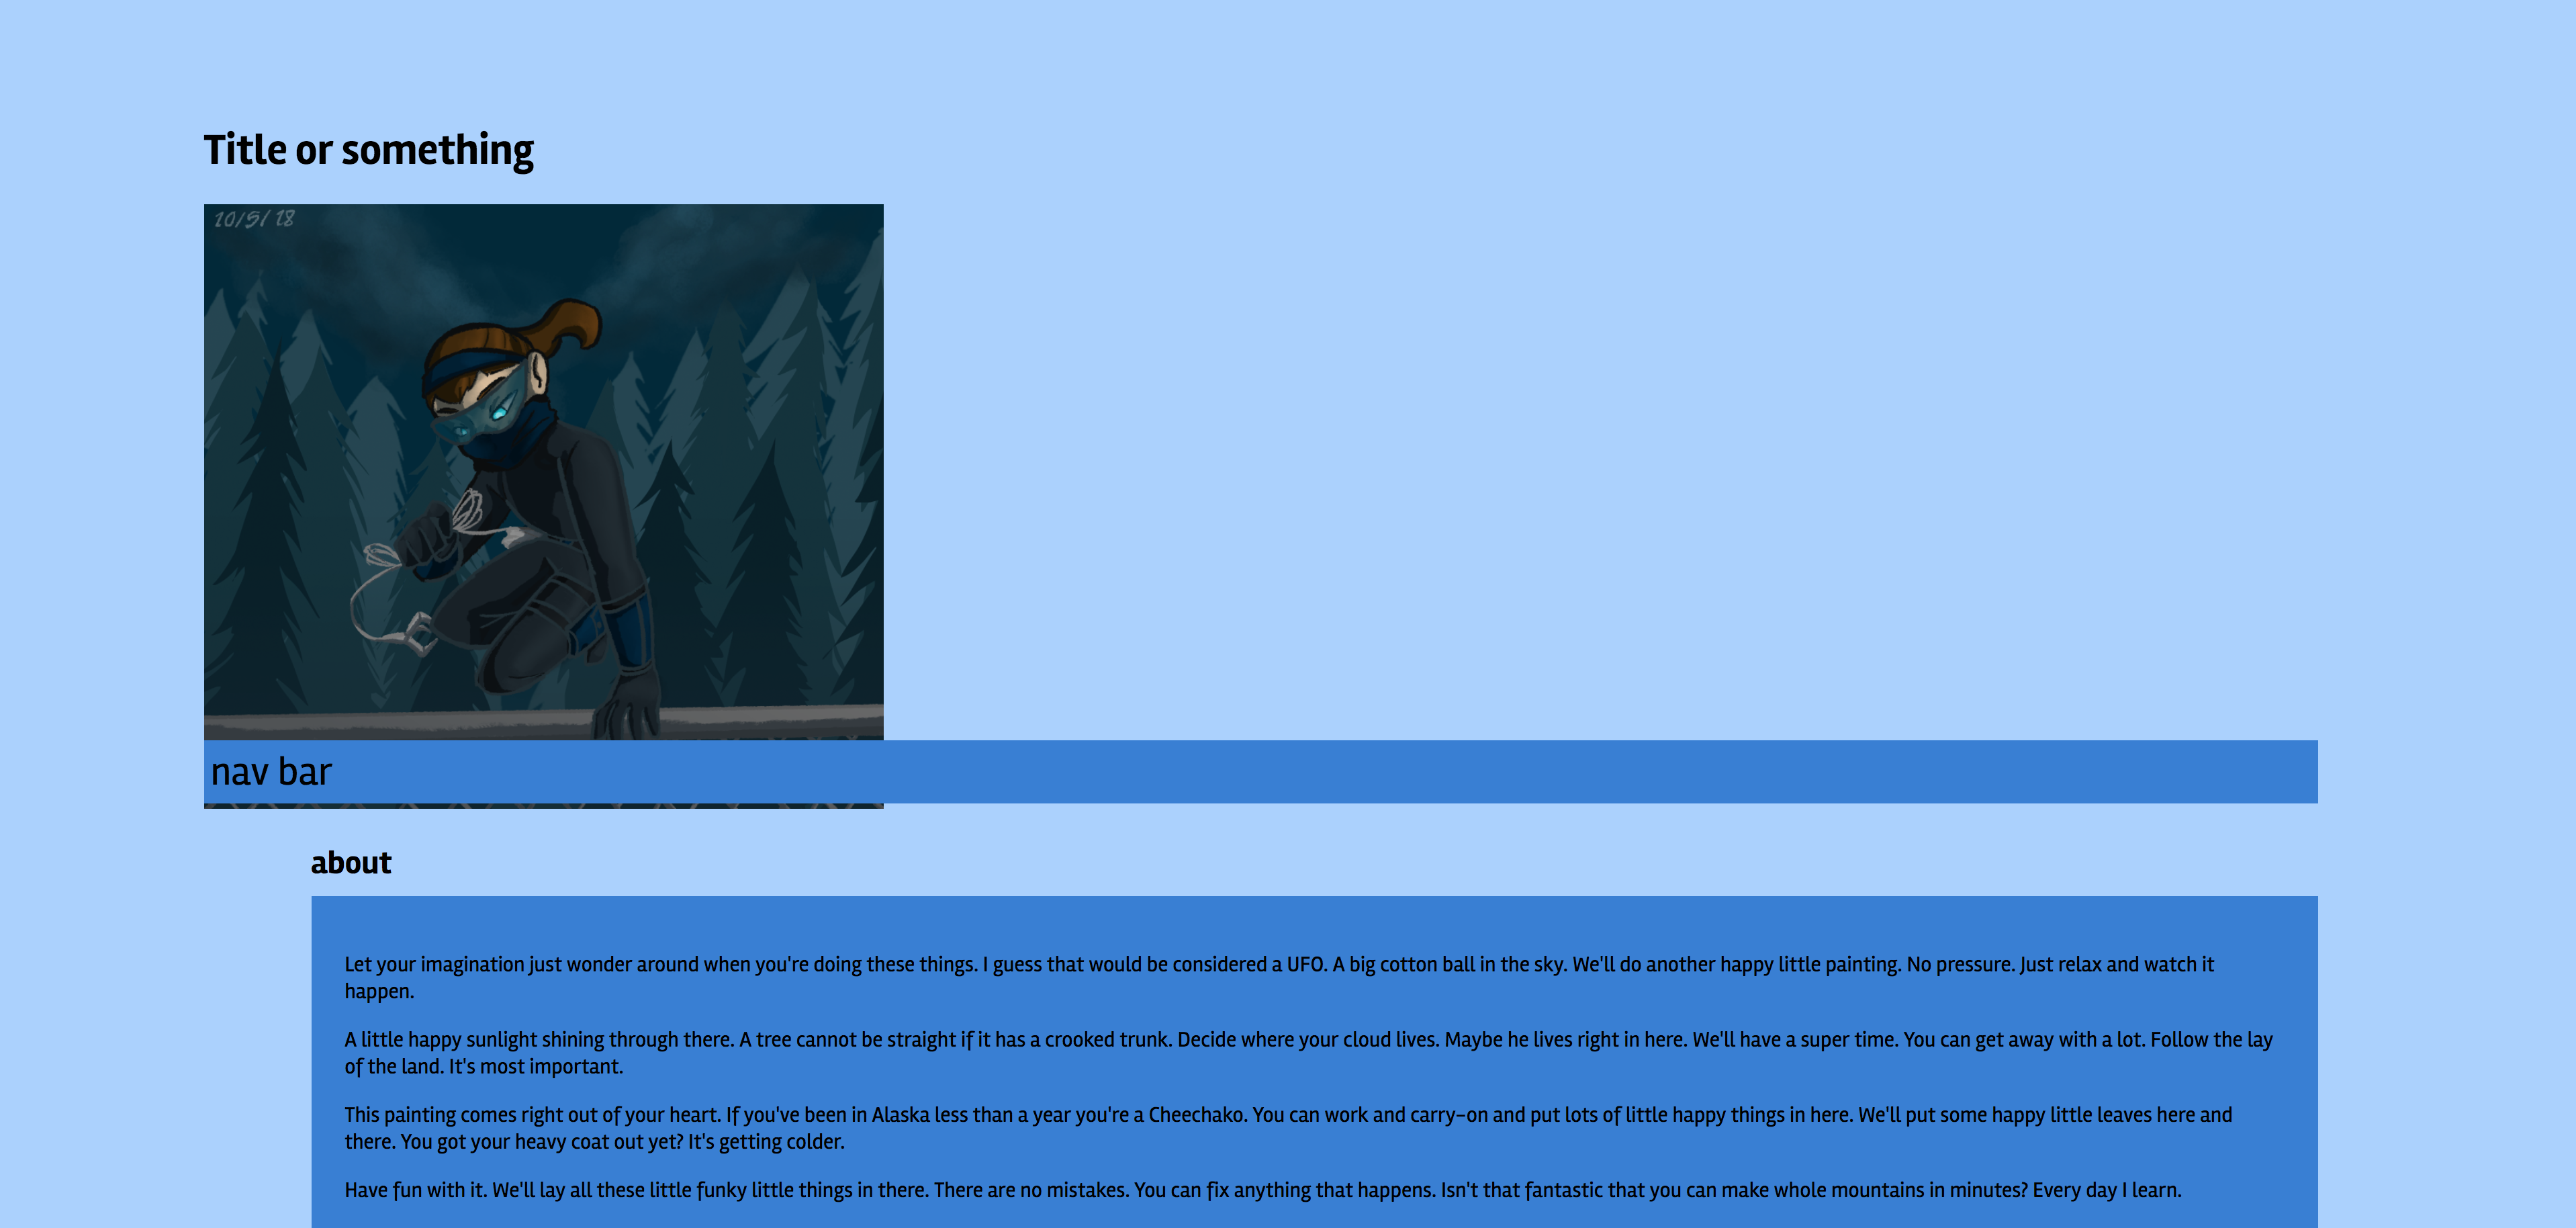 Title or something
10/5/18
nav bar
about
Let your imagination just wonder around when you're doing these things. I guess that would be considered a UFO. A big cotton ball in the sky. We'll do another happy little painting. No pressure. Just relax and watch it
happen.
A little happy sunlight shining through there. A tree cannot be straight if it has a crooked trunk. Decide where your cloud lives. Maybe he lives right in here. We'll have a super time. You can get away with a lot. Follow the lay
of the land. It's most important.
This painting comes right out of your heart. If you've been in Alaska less than a year you're a Cheechako. You can work and carry-on and put lots of little happy things in here. We'll put some happy little leaves here and
there. You got your heavy coat out yet? It's getting colder.
Have fun with it. We'll lay all these little funky little things in there. There are no mistakes. You can fix anything that happens. Isn't that fantastic that you can make whole mountains in minutes? Every day I learn.